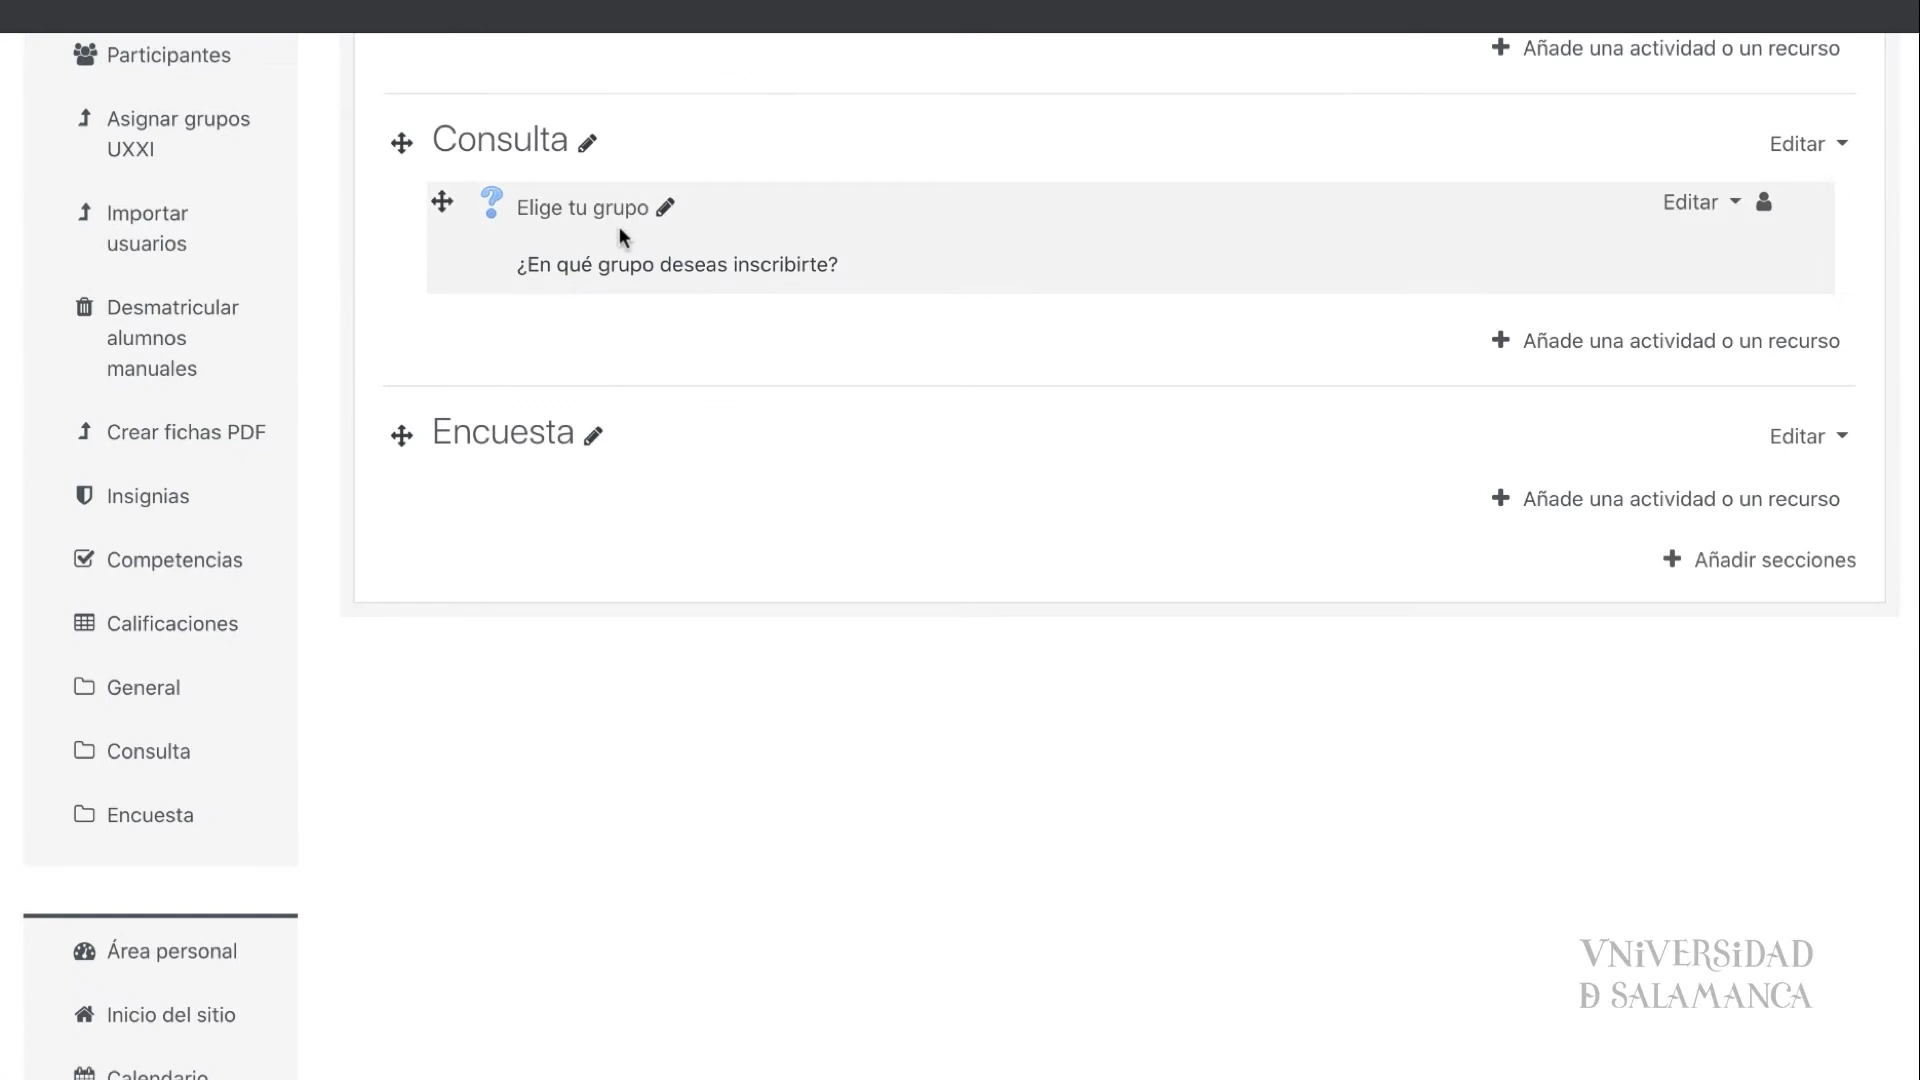 Participantes
Asignar grupos
UXXI
Importar
usuarios
Desmatricular
alumnos
manuales
Crear fichas PDF
Insignias
Competencias
Calificaciones
General
Consulta
Encuesta
Área personal
Inicio del sitio
Calendario
Añade una actividad o un recurso
Consulta
Editar
Elige tu grupo
Editar
¿En qué grupo deseas inscribirte?
Añade una actividad o un recurso
Encuesta
Editar
Añade una actividad o un recurso
Añadir secciones
VNiVERSiDAD
D SALAMANCA